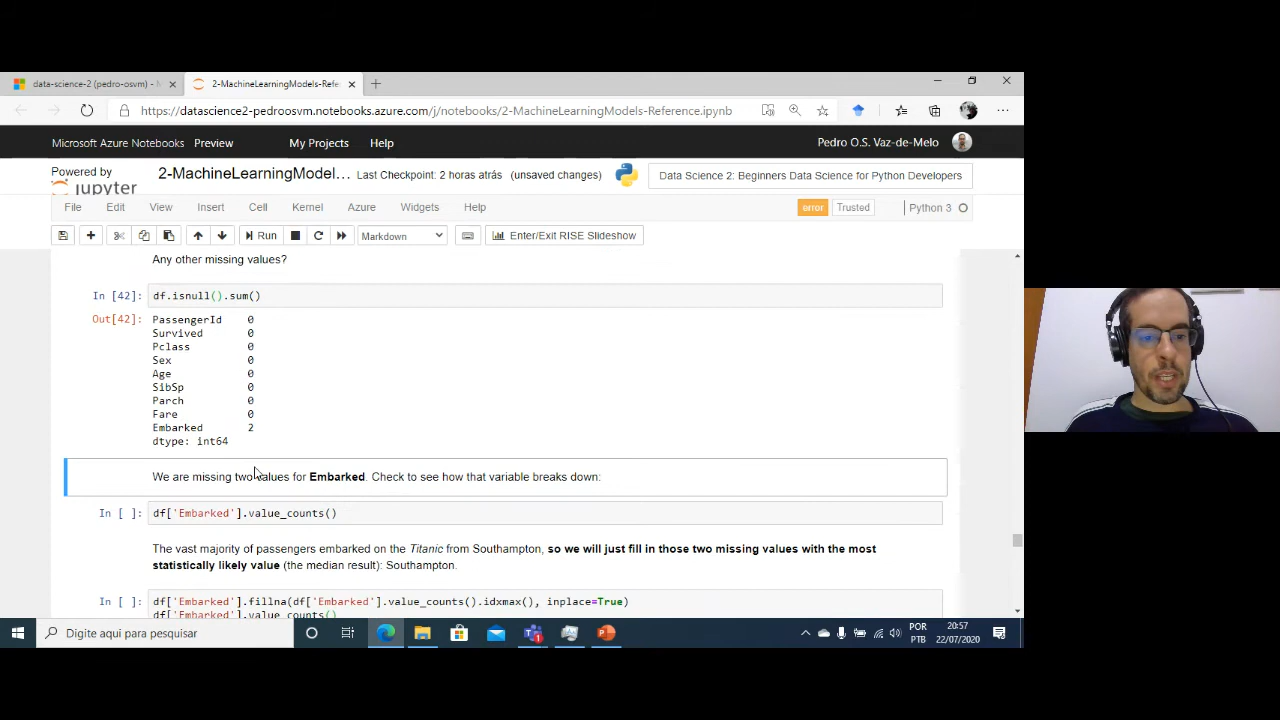 data-science-2 (pedro-osvm) -
2-MachineLearningModels-Refe
https://datascience2-pedroosvm.notebooks.azure.com/j/notebooks/2-MachineLearningModels-Reference.ipynb
Microsoft Azure Notebooks Preview My Projects Help Pedro O.S. Vaz-de-Melo
Powered by
jupyter 2-MachineLearningModel... Last Checkpoint: 2 horas atrás (unsaved changes) Data Science 2: Beginners Data Science for Python Developers
File Edit View Insert Cell Kernel Azure Widgets Help error Trusted Python 3
Run Markdown Enter/Exit RISE Slideshow
Any other missing values?
In [42]: df.isnull().sum()
Out[42]: PassengerId 0
Survived 0
Pclass 0
Sex 0
Age 0
SibSp 0
Parch 0
Fare 0
Embarked 2
dtype: int64
We are missing two values for Embarked. Check to see how that variable breaks down:
In [ ]: df['Embarked'].value_counts()
The vast majority of passengers embarked on the Titanic from Southampton, so we will just fill in those two missing values with the most
statistically likely value (the median result): Southampton.
In [ ]: df['Embarked'].fillna(df['Embarked'].value_counts().idxmax(), inplace=True)
df['Embarked'].value_counts()
Digite aqui para pesquisar
POR
PTB
20:57
22/07/2020